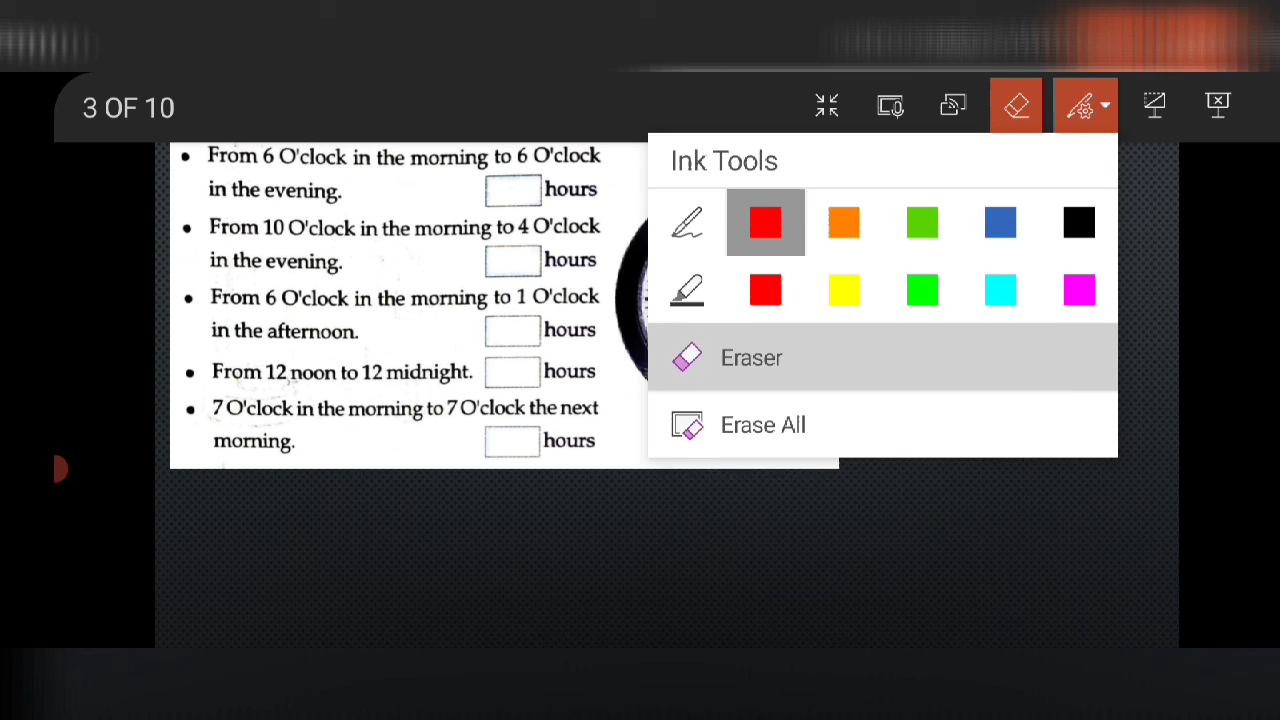 3 OF 10
Ink Tools
Eraser
Erase All
• From 6 O'clock in the morning to 6 O'clock
in the evening. hours
• From 10 O'clock in the morning to 4 O'clock
in the evening. hours
• From 6 O'clock in the morning to 1 O'clock
in the afternoon. hours
• From 12 noon to 12 midnight. hours
• 7 O'clock in the morning to 7 O'clock the next
morning. hours